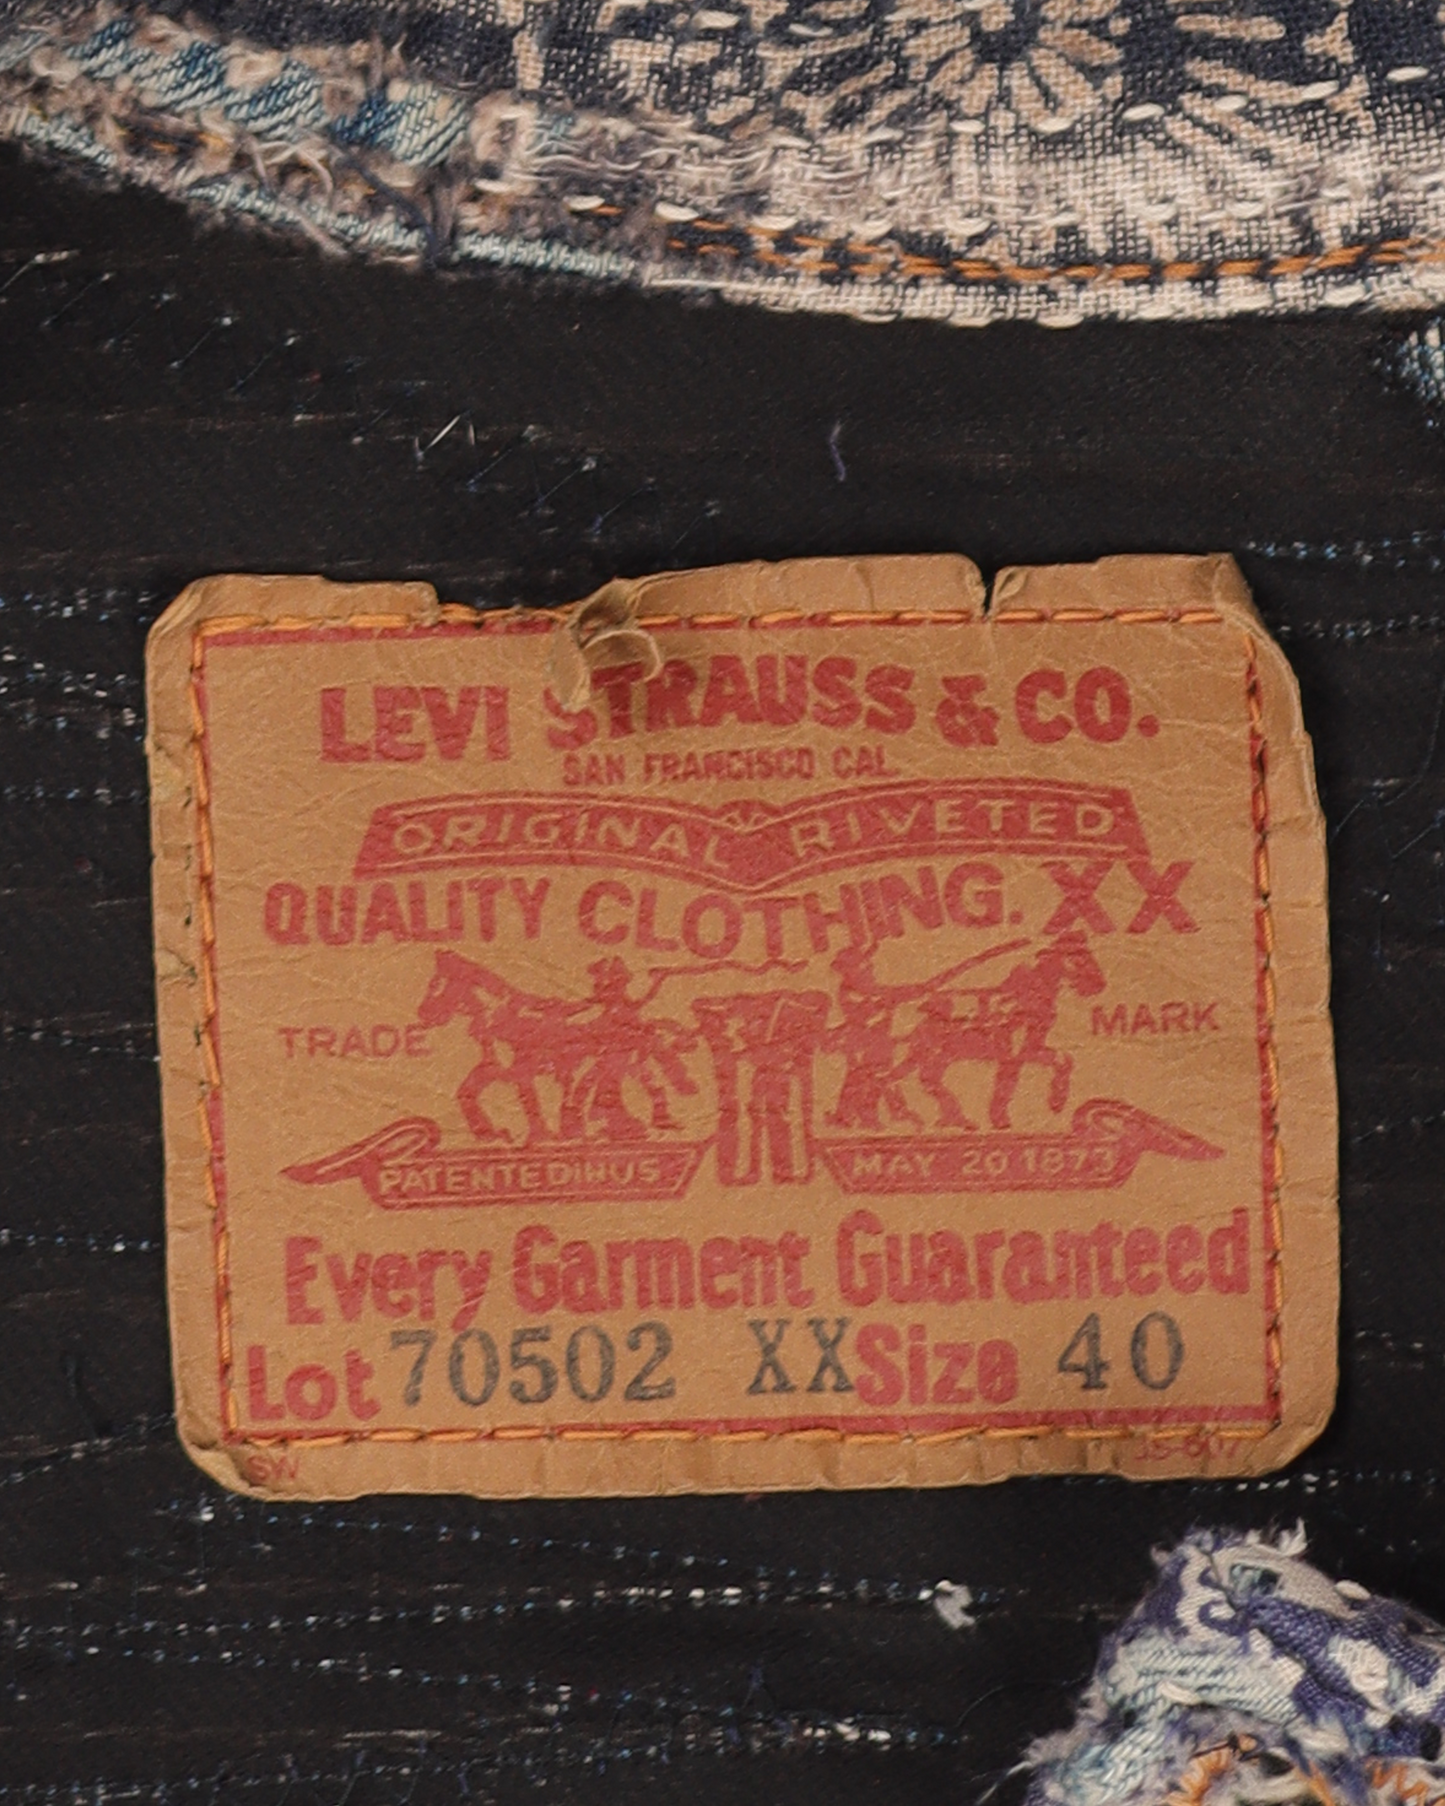 LEVI STRAUSS & CO.
SAN FRANCISCO CAL.
ORIGINAL RIVETED
QUALITY CLOTHING. XX
TRADE MARK
PATENTED IN U S MAY 20 1873
Every Garment Guaranteed
Lot 70502 XX Size 40
SW